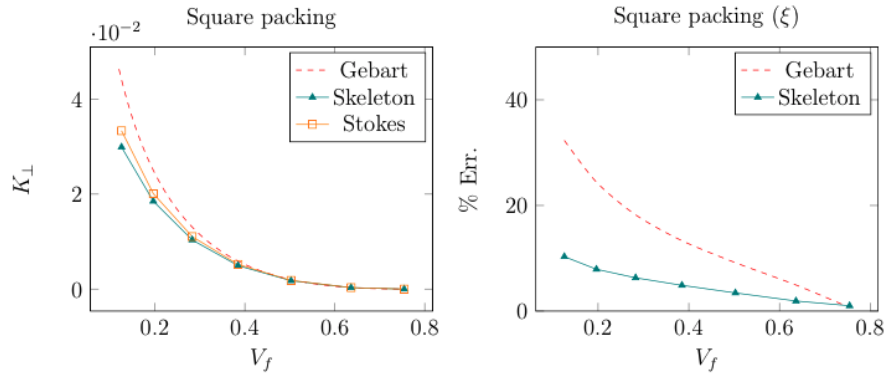 Square packing
·10⁻²
Gebart
Skeleton
Stokes
4
2
0
K⊥
0.2 0.4 0.6 0.8
V_f
Square packing (ξ)
Gebart
Skeleton
40
20
0
% Err.
0.2 0.4 0.6 0.8
V_f